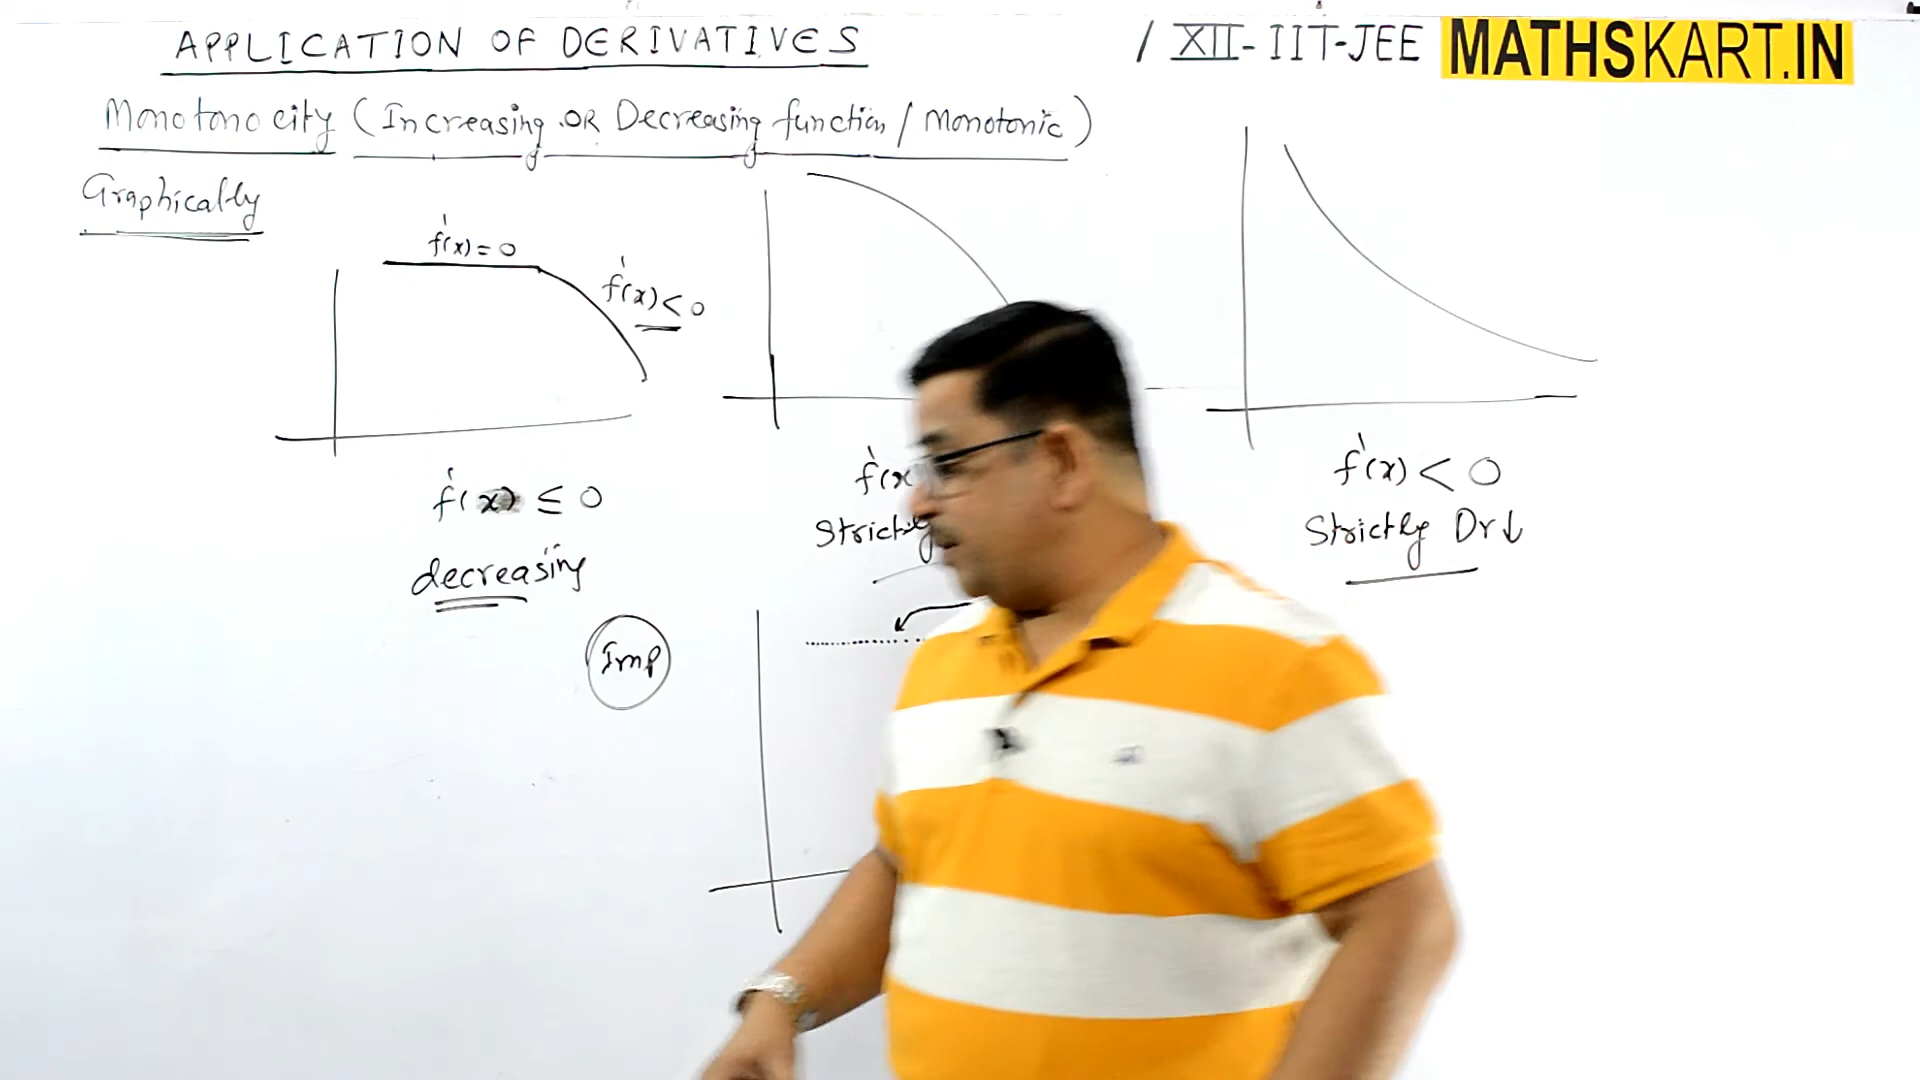 APPLICATION OF DERIVATIVES / XII - IIT-JEE MATHSKART.IN
Monotonocity (Increasing OR Decreasing function / Monotonic)
Graphically
f'(x) = 0
f'(x) < 0
f'(x) ≤ 0
decreasing
f'(x
Strictly
f'(x) < 0
Strictly Dr↓
Imp